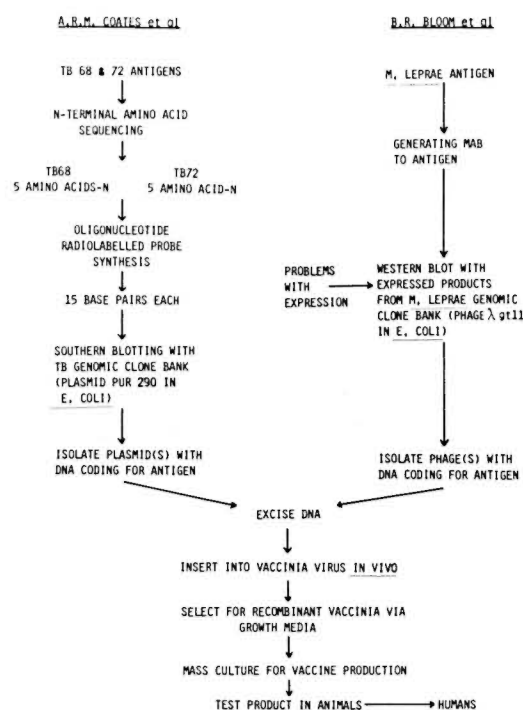 A.R.M. COATES et al
TB 68 & 72 ANTIGENS
N-TERMINAL AMINO ACID
SEQUENCING
TB68 TB72
5 AMINO ACIDS-N 5 AMINO ACID-N
OLIGONUCLEOTIDE
RADIOLABELLED PROBE
SYNTHESIS
15 BASE PAIRS EACH
SOUTHERN BLOTTING WITH
TB GENOMIC CLONE BANK
(PLASMID PUR 290 IN
E. COLI)
ISOLATE PLASMID(S) WITH
DNA CODING FOR ANTIGEN
B.R. BLOOM et al
M. LEPRAE ANTIGEN
GENERATING MAB
TO ANTIGEN
PROBLEMS
WITH
EXPRESSION
WESTERN BLOT WITH
EXPRESSED PRODUCTS
FROM M. LEPRAE GENOMIC
CLONE BANK (PHAGE λ gt11
IN E. COLI)
ISOLATE PHAGE(S) WITH
DNA CODING FOR ANTIGEN
EXCISE DNA
INSERT INTO VACCINIA VIRUS IN VIVO
SELECT FOR RECOMBINANT VACCINIA VIA
GROWTH MEDIA
MASS CULTURE FOR VACCINE PRODUCTION
TEST PRODUCT IN ANIMALS HUMANS